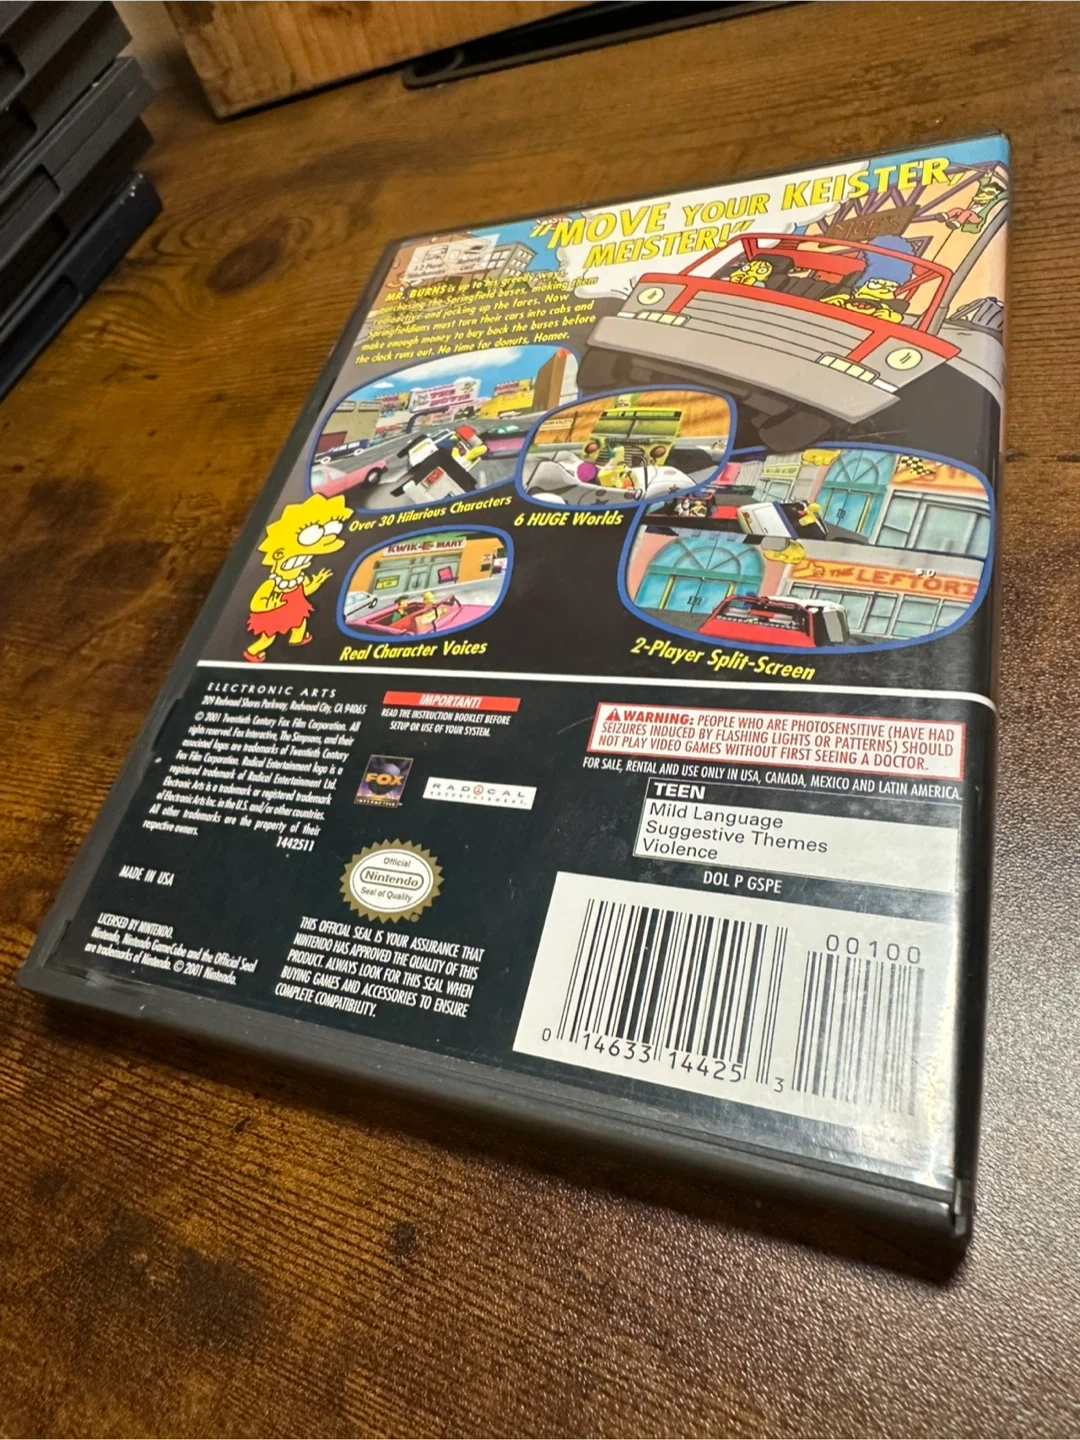 "MOVE YOUR KEISTER,
MEISTER!"
MR. BURNS is up to his greedy ways,
purchasing the Springfield buses, making them
radioactive and jacking up the fares. Now
Springfieldians must turn their cars into cabs and
make enough money to buy back the buses before
the clock runs out. No time for donuts, Homer.
Over 30 Hilarious Characters
6 HUGE Worlds
KWIK-E-MART
THE LEFTORI
Real Character Voices
2-Player Split-Screen
ELECTRONIC ARTS
209 Redwood Shores Parkway, Redwood City, CA 94065
© 2001 Twentieth Century Fox Film Corporation. All
rights reserved. Fox Interactive, The Simpsons, and their
associated logos are trademarks of Twentieth Century
Fox Film Corporation. Radical Entertainment logo is a
registered trademark of Radical Entertainment Ltd.
Electronic Arts is a trademark or registered trademark
of Electronic Arts Inc. in the U.S. and/or other countries.
All other trademarks are the property of their
respective owners.
1442511
MADE IN USA
LICENSED BY NINTENDO.
Nintendo, Nintendo GameCube and the Official Seal
are trademarks of Nintendo. © 2001 Nintendo.
IMPORTANT!
READ THE INSTRUCTION BOOKLET BEFORE
SETUP OR USE OF YOUR SYSTEM.
FOX
INTERACTIVE
RADICAL
ENTERTAINMENT
Official
Nintendo
Seal of Quality
THIS OFFICIAL SEAL IS YOUR ASSURANCE THAT
NINTENDO HAS APPROVED THE QUALITY OF THIS
PRODUCT. ALWAYS LOOK FOR THIS SEAL WHEN
BUYING GAMES AND ACCESSORIES TO ENSURE
COMPLETE COMPATIBILITY.
WARNING: PEOPLE WHO ARE PHOTOSENSITIVE (HAVE HAD
SEIZURES INDUCED BY FLASHING LIGHTS OR PATTERNS) SHOULD
NOT PLAY VIDEO GAMES WITHOUT FIRST SEEING A DOCTOR.
FOR SALE, RENTAL AND USE ONLY IN USA, CANADA, MEXICO AND LATIN AMERICA.
TEEN
Mild Language
Suggestive Themes
Violence
DOL P GSPE
00100
0 14633 14425 3